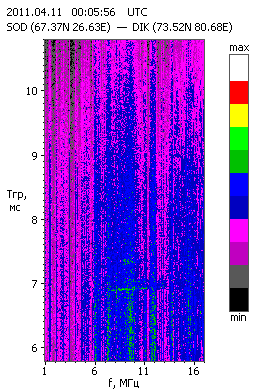 2011.04.11 00:05:56 UTC
SOD (67.37N 26.63E) — DIK (73.52N 80.68E)
max
10
9
Тгр,
мс
8
7
6
min
1 6 11 16
f, МГц